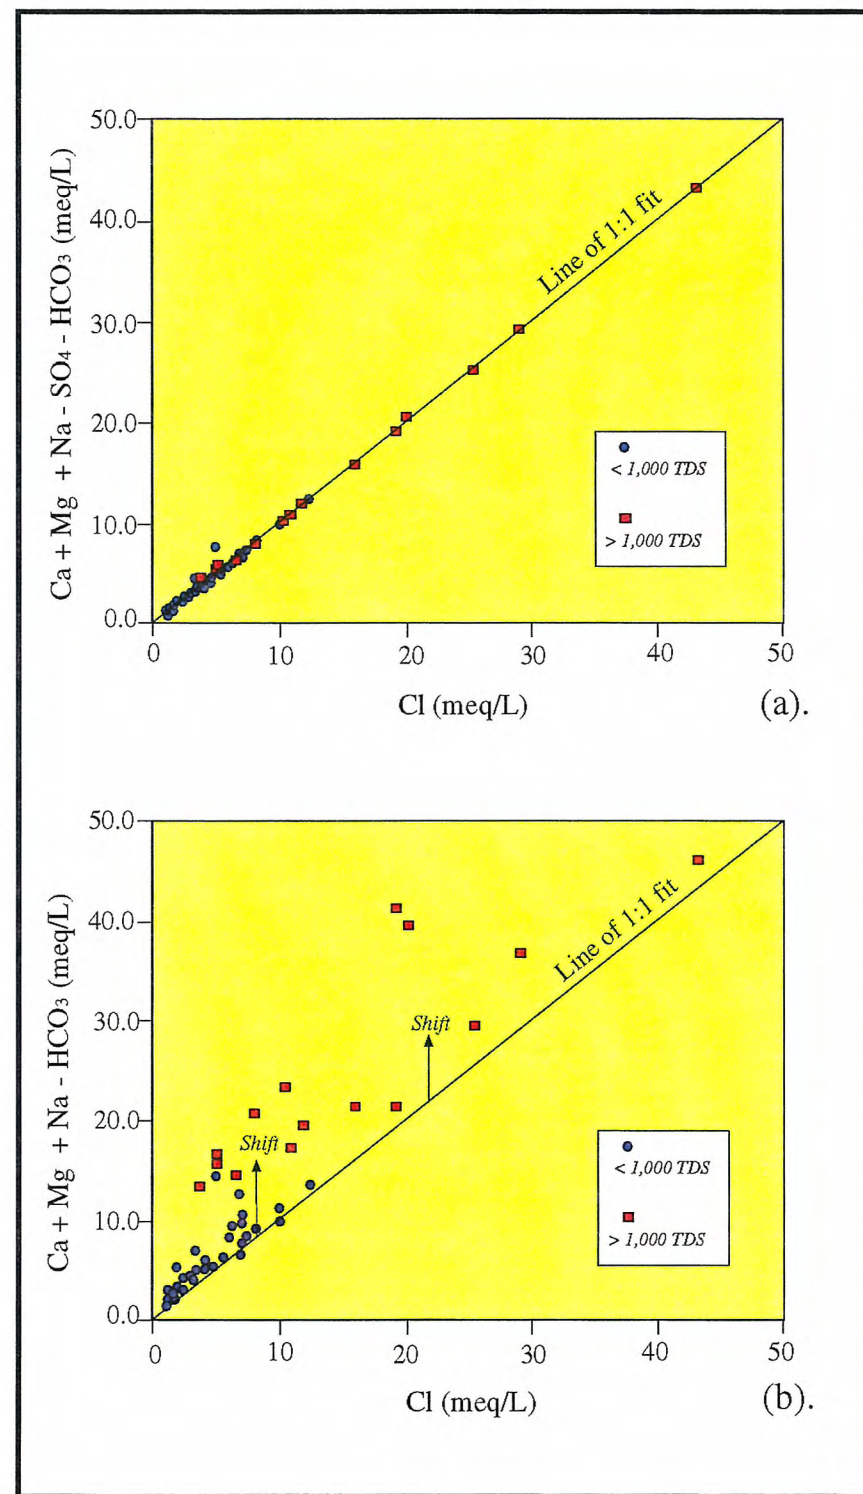 50.0
40.0
30.0
20.0
10.0
0.0
Ca + Mg + Na - SO4 - HCO3 (meq/L)
Line of 1:1 fit
< 1,000 TDS
> 1,000 TDS
0 10 20 30 40 50
Cl (meq/L)
(a).
50.0
40.0
30.0
20.0
10.0
0.0
Ca + Mg + Na - HCO3 (meq/L)
Line of 1:1 fit
Shift
Shift
< 1,000 TDS
> 1,000 TDS
0 10 20 30 40 50
Cl (meq/L)
(b).